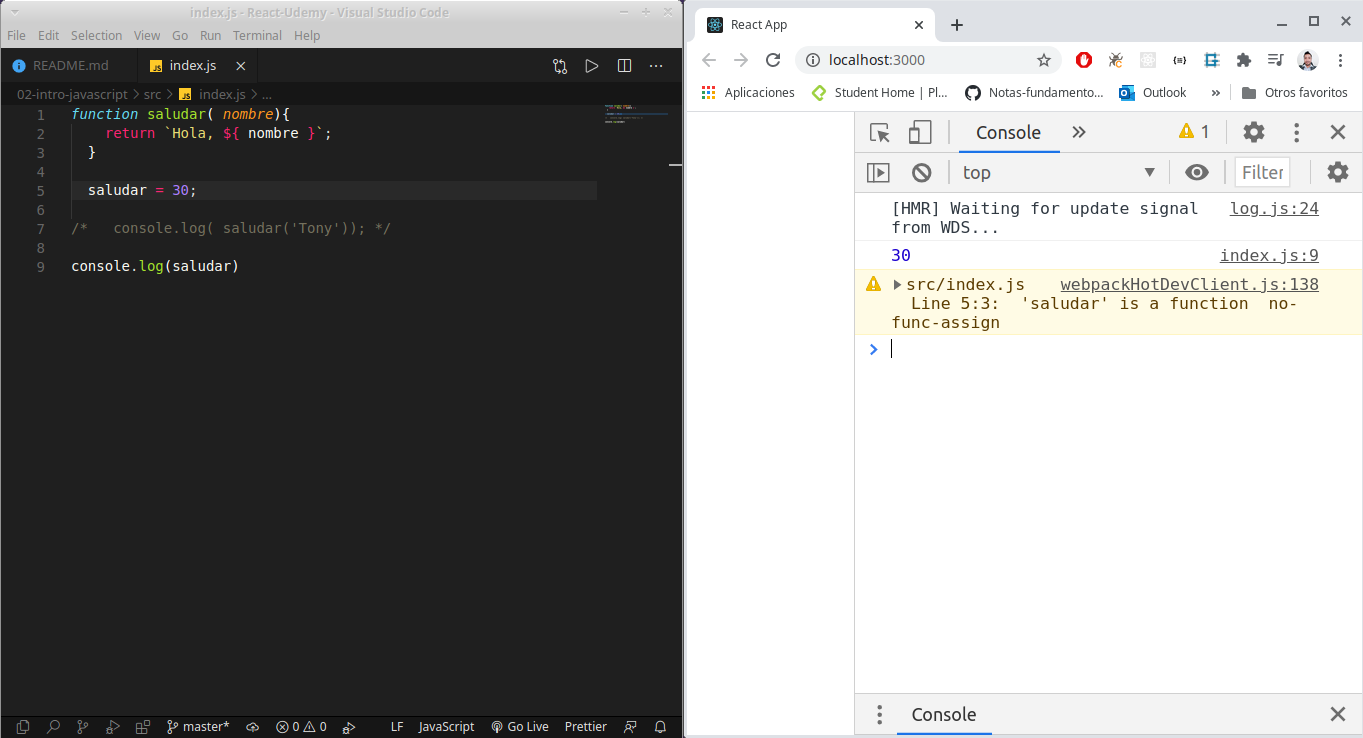 index.js - React-Udemy - Visual Studio Code
File Edit Selection View Go Run Terminal Help
README.md
JS index.js
02-intro-javascript > src > JS index.js > ...
1 function saludar( nombre){
2 return `Hola, ${ nombre }`;
3 }
4
5 saludar = 30;
6
7 /* console.log( saludar('Tony')); */
8
9 console.log(saludar)
master* 0 0 LF JavaScript Go Live Prettier
React App
localhost:3000
Aplicaciones Student Home | Pl... Notas-fundamento... Outlook » Otros favoritos
Console » 1
top Filter
[HMR] Waiting for update signal log.js:24
from WDS...
30 index.js:9
src/index.js webpackHotDevClient.js:138
Line 5:3: 'saludar' is a function no-
func-assign
Console